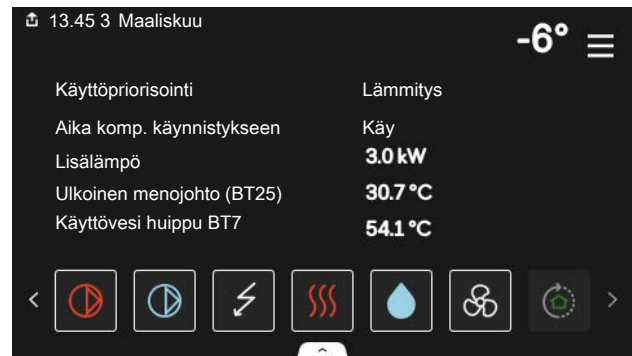 13.45 3 Maaliskuu
-6°
Käyttöpriorisointi Lämmitys
Aika komp. käynnistykseen Käy
Lisälämpö 3.0 kW
Ulkoinen menojohto (BT25) 30.7 °C
Käyttövesi huippu BT7 54.1 °C